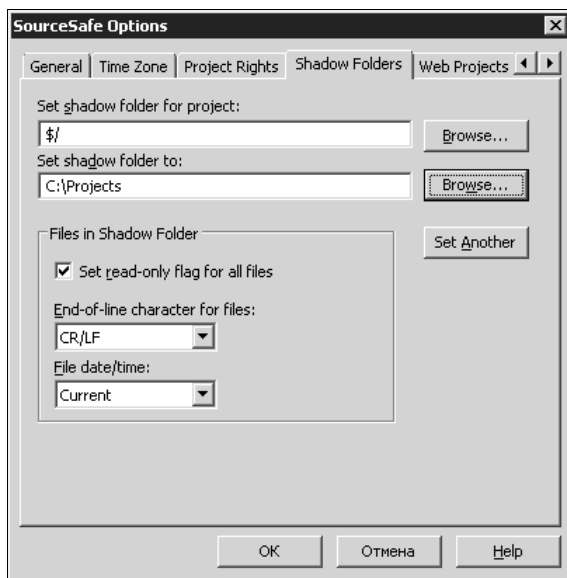 SourceSafe Options
General Time Zone Project Rights Shadow Folders Web Projects
Set shadow folder for project:
$/
Browse...
Set shadow folder to:
C:\Projects
Browse...
Files in Shadow Folder
Set Another
Set read-only flag for all files
End-of-line character for files:
CR/LF
File date/time:
Current
OK Отмена Help